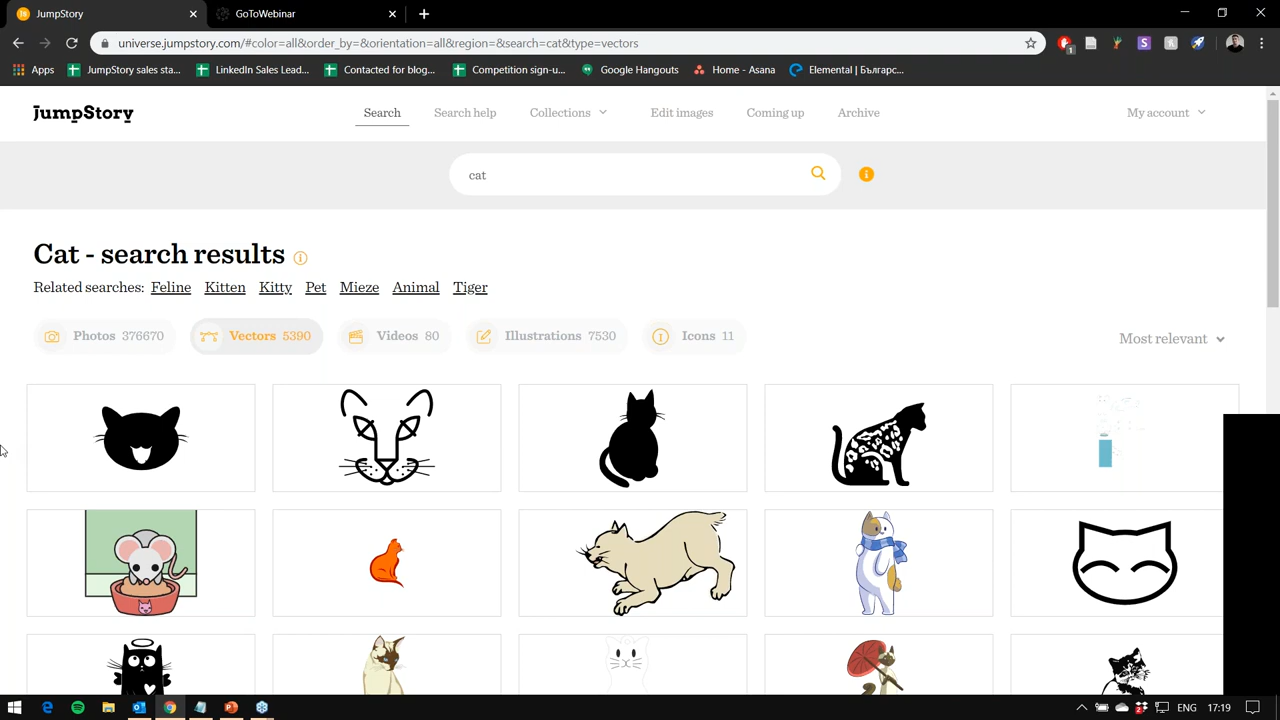 JumpStory
GoToWebinar
universe.jumpstory.com/#color=all&order_by=&orientation=all&region=&search=cat&type=vectors
Apps JumpStory sales sta... LinkedIn Sales Lead... Contacted for blog... Competition sign-u... Google Hangouts Home - Asana Elemental | Българс...
JumpStory Search Search help Collections Edit images Coming up Archive My account
cat
Cat - search results
Related searches: Feline Kitten Kitty Pet Mieze Animal Tiger
Photos 376670 Vectors 5390 Videos 80 Illustrations 7530 Icons 11
Most relevant
ENG 17:19